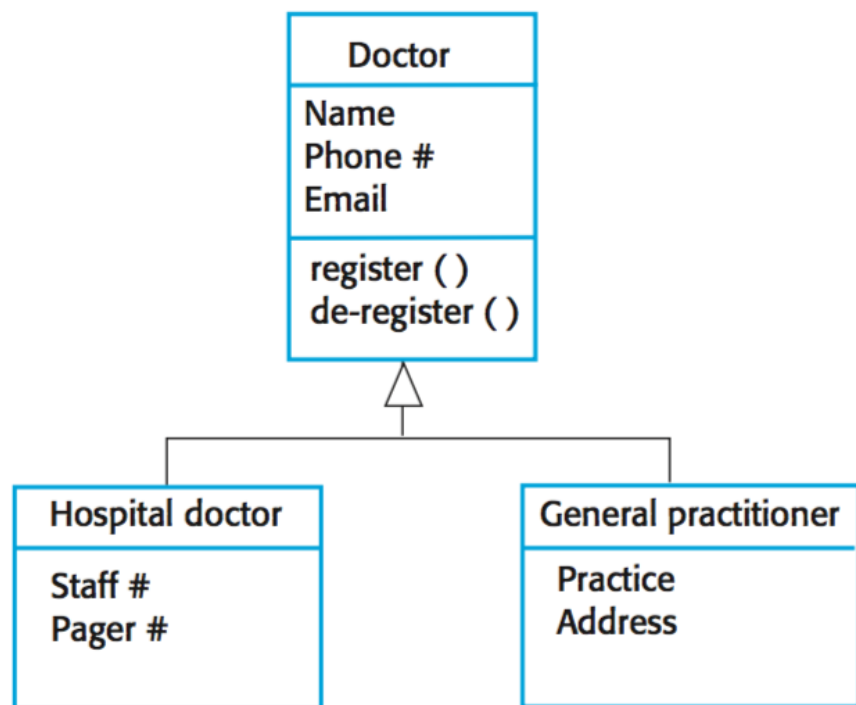 Doctor
Name
Phone #
Email
register ( )
de-register ( )
Hospital doctor
Staff #
Pager #
General practitioner
Practice
Address